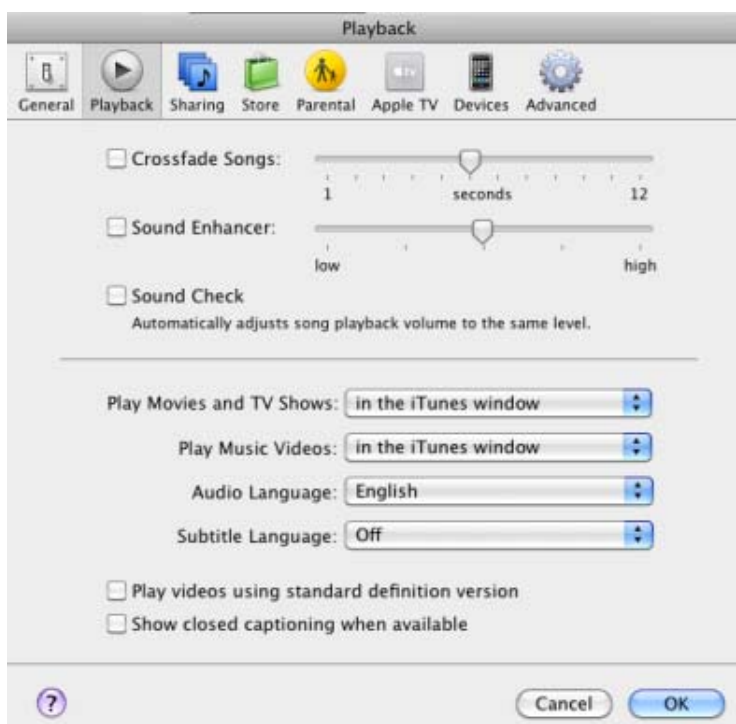 Playback
General Playback Sharing Store Parental Apple TV Devices Advanced
Crossfade Songs:
1 seconds 12
Sound Enhancer:
low high
Sound Check
Automatically adjusts song playback volume to the same level.
Play Movies and TV Shows: in the iTunes window
Play Music Videos: in the iTunes window
Audio Language: English
Subtitle Language: Off
Play videos using standard definition version
Show closed captioning when available
? Cancel OK